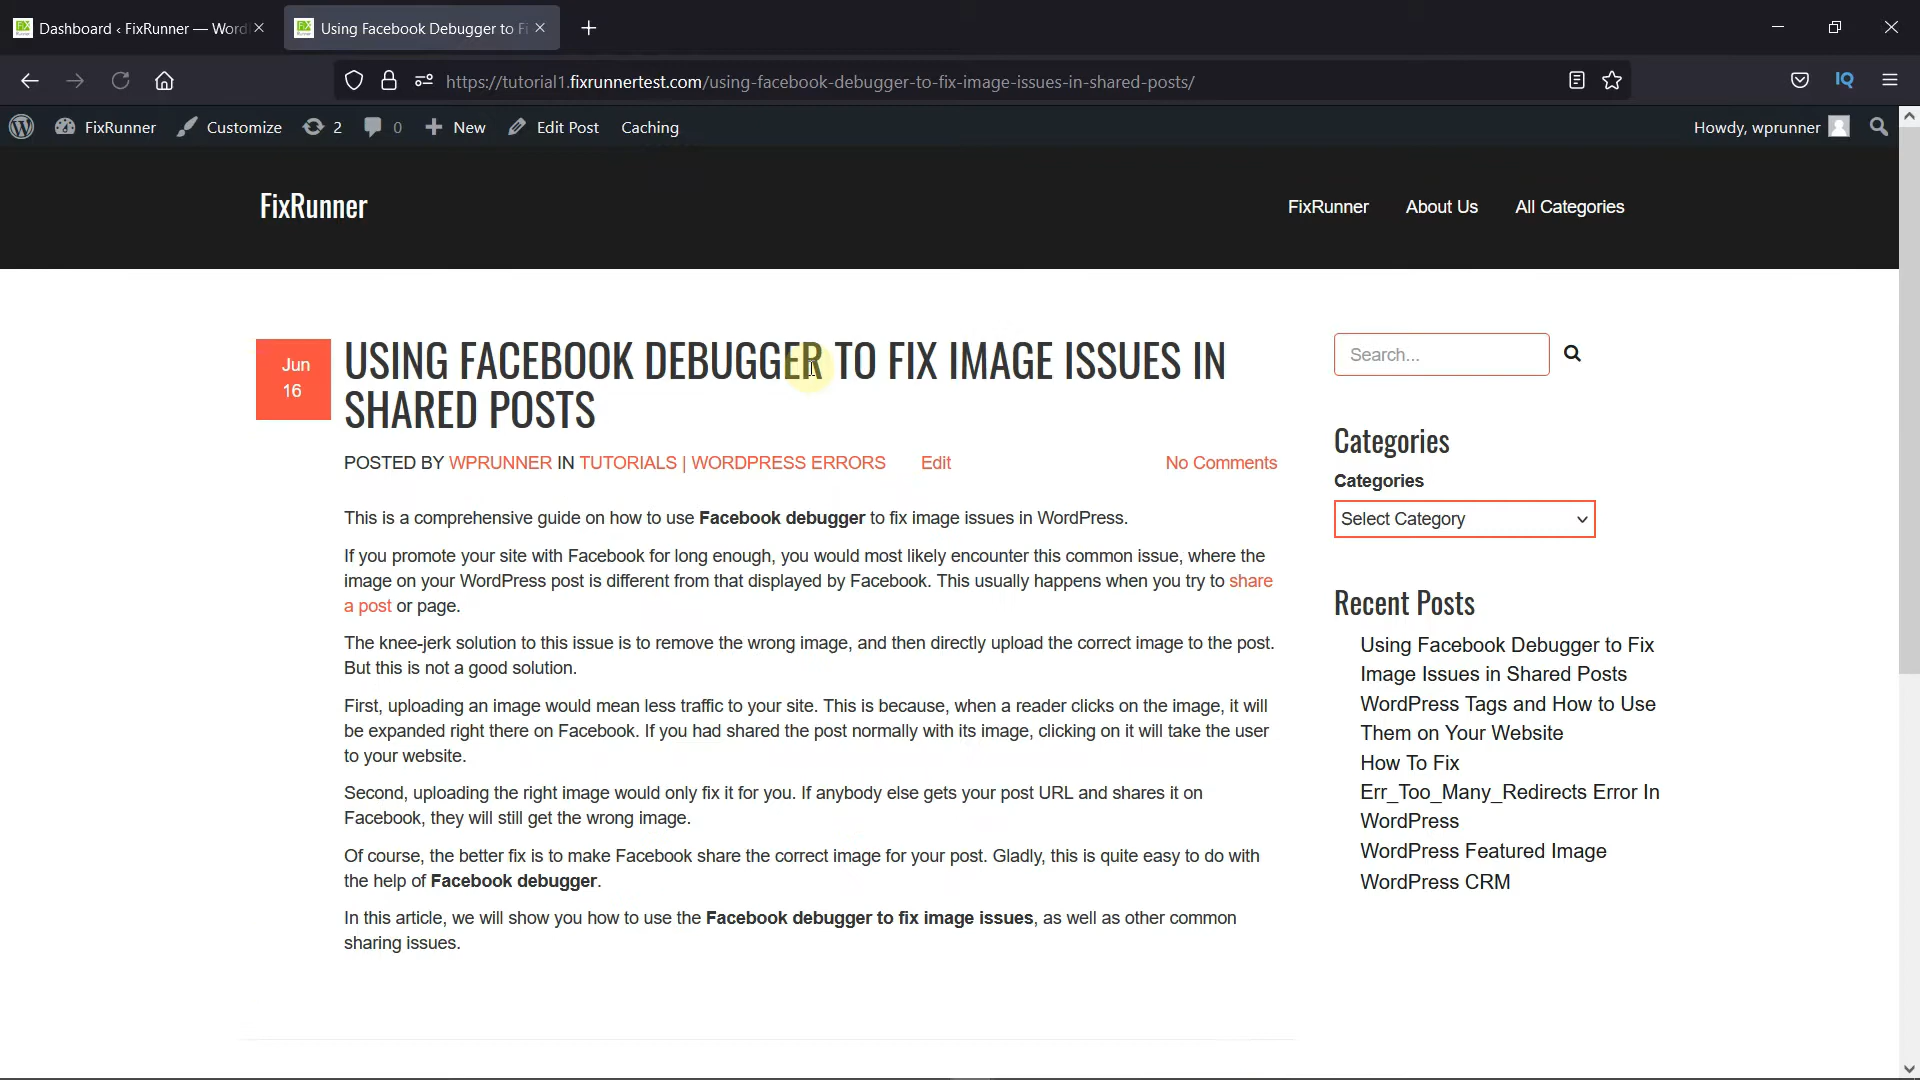 Dashboard ‹ FixRunner — Word
Using Facebook Debugger to Fi
https://tutorial1.fixrunnertest.com/using-facebook-debugger-to-fix-image-issues-in-shared-posts/
IQ
FixRunner
Customize
2
0
New
Edit Post
Caching
Howdy, wprunner
FixRunner
FixRunner
About Us
All Categories
Jun
16
USING FACEBOOK DEBUGGER TO FIX IMAGE ISSUES IN
SHARED POSTS
POSTED BY WPRUNNER IN TUTORIALS | WORDPRESS ERRORS Edit
No Comments
This is a comprehensive guide on how to use Facebook debugger to fix image issues in WordPress.
If you promote your site with Facebook for long enough, you would most likely encounter this common issue, where the
image on your WordPress post is different from that displayed by Facebook. This usually happens when you try to share
a post or page.
The knee-jerk solution to this issue is to remove the wrong image, and then directly upload the correct image to the post.
But this is not a good solution.
First, uploading an image would mean less traffic to your site. This is because, when a reader clicks on the image, it will
be expanded right there on Facebook. If you had shared the post normally with its image, clicking on it will take the user
to your website.
Second, uploading the right image would only fix it for you. If anybody else gets your post URL and shares it on
Facebook, they will still get the wrong image.
Of course, the better fix is to make Facebook share the correct image for your post. Gladly, this is quite easy to do with
the help of Facebook debugger.
In this article, we will show you how to use the Facebook debugger to fix image issues, as well as other common
sharing issues.
Search...
Categories
Categories
Select Category
Recent Posts
Using Facebook Debugger to Fix
Image Issues in Shared Posts
WordPress Tags and How to Use
Them on Your Website
How To Fix
Err_Too_Many_Redirects Error In
WordPress
WordPress Featured Image
WordPress CRM